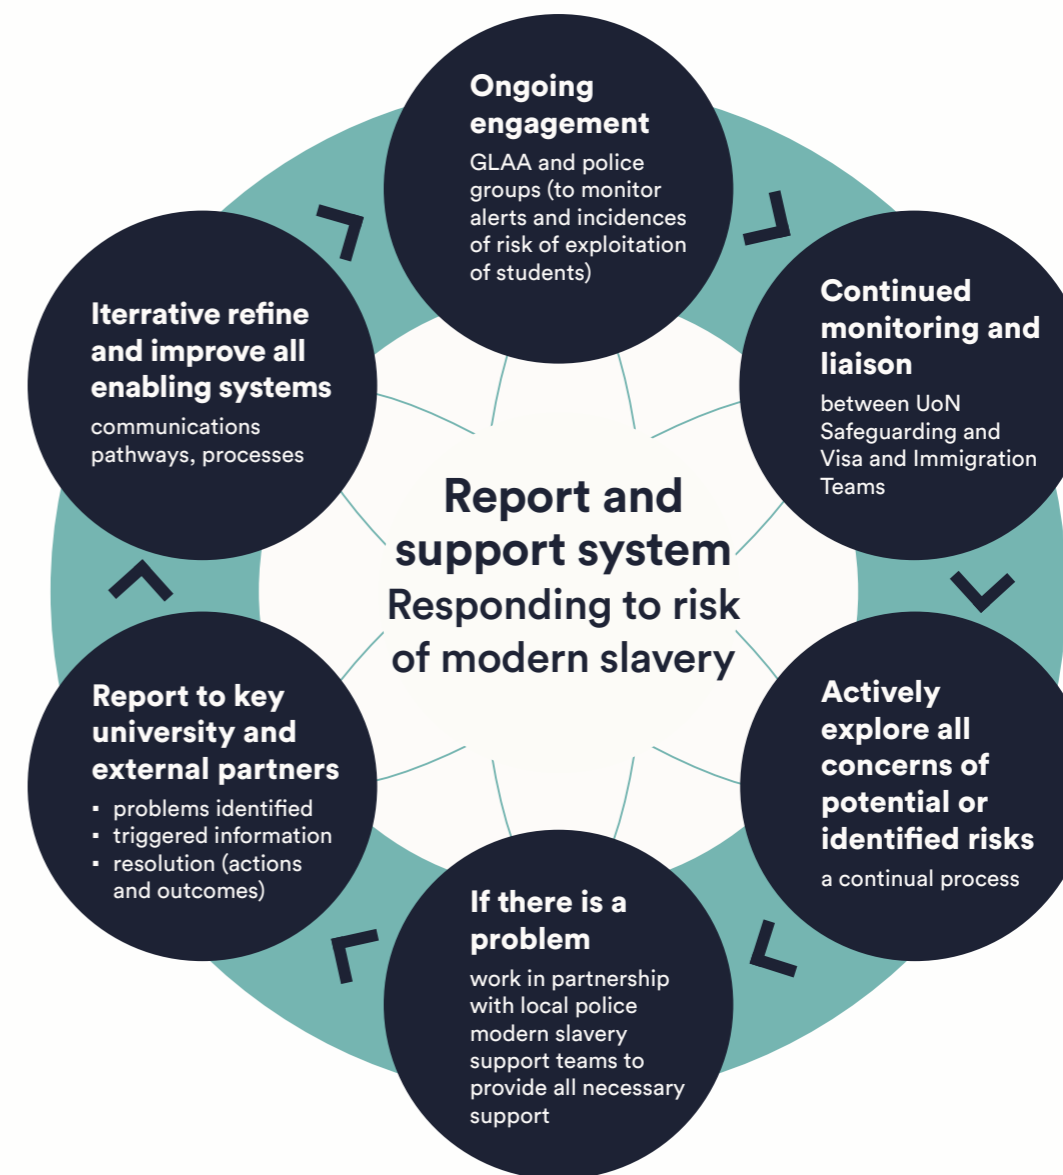 Ongoing
engagement
GLAA and police
groups (to monitor
alerts and incidences
of risk of exploitation
of students)
Continued
monitoring and
liaison
between UoN
Safeguarding and
Visa and Immigration
Teams
Actively
explore all
concerns of
potential or
identified risks
a continual process
If there is a
problem
work in partnership
with local police
modern slavery
support teams to
provide all necessary
support
Report to key
university and
external partners
▪ problems identified
▪ triggered information
▪ resolution (actions
and outcomes)
Iterrative refine
and improve all
enabling systems
communications
pathways, processes
Report and
support system
Responding to risk
of modern slavery